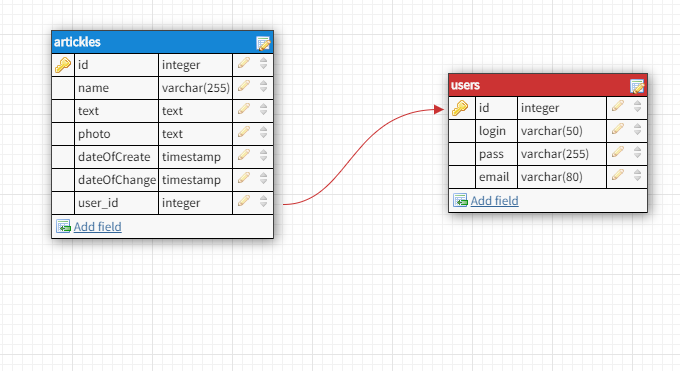 artickles
id integer
name varchar(255)
text text
photo text
dateOfCreate timestamp
dateOfChange timestamp
user_id integer
Add field
users
id integer
login varchar(50)
pass varchar(255)
email varchar(80)
Add field